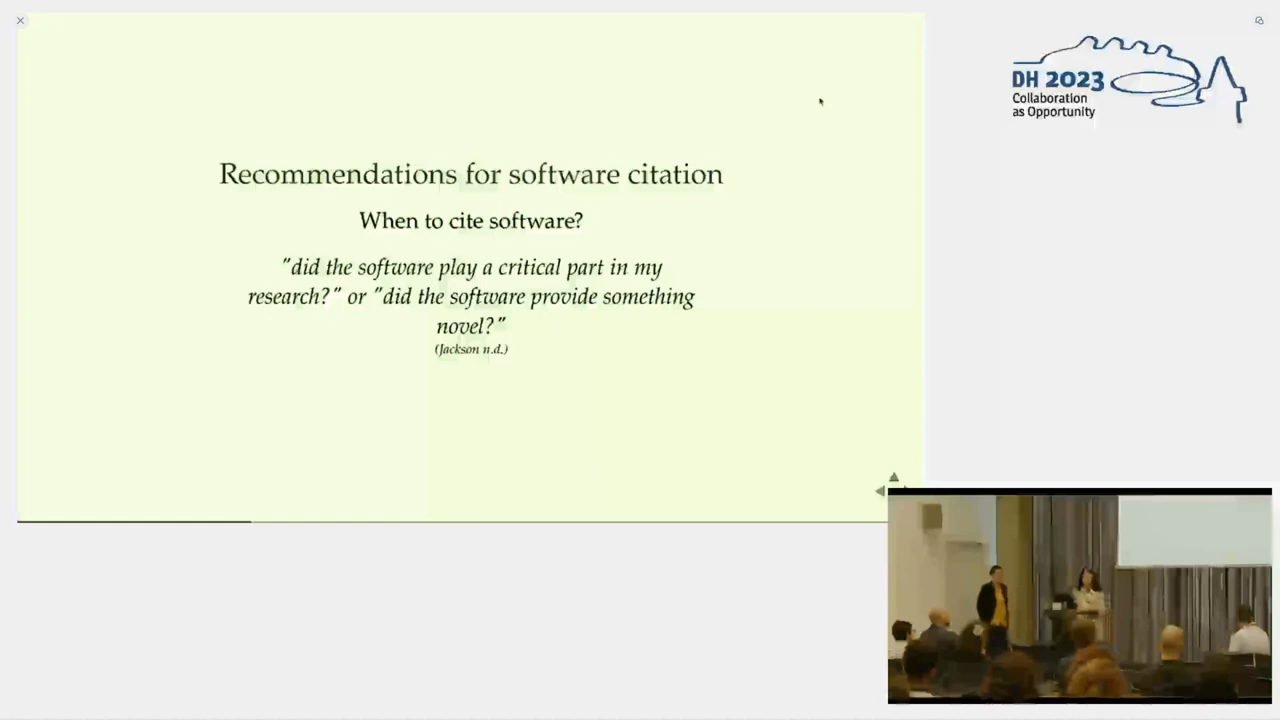 Recommendations for software citation
When to cite software?
"did the software play a critical part in my
research?" or "did the software provide something
novel?"
(Jackson n.d.)
DH 2023
Collaboration
as Opportunity